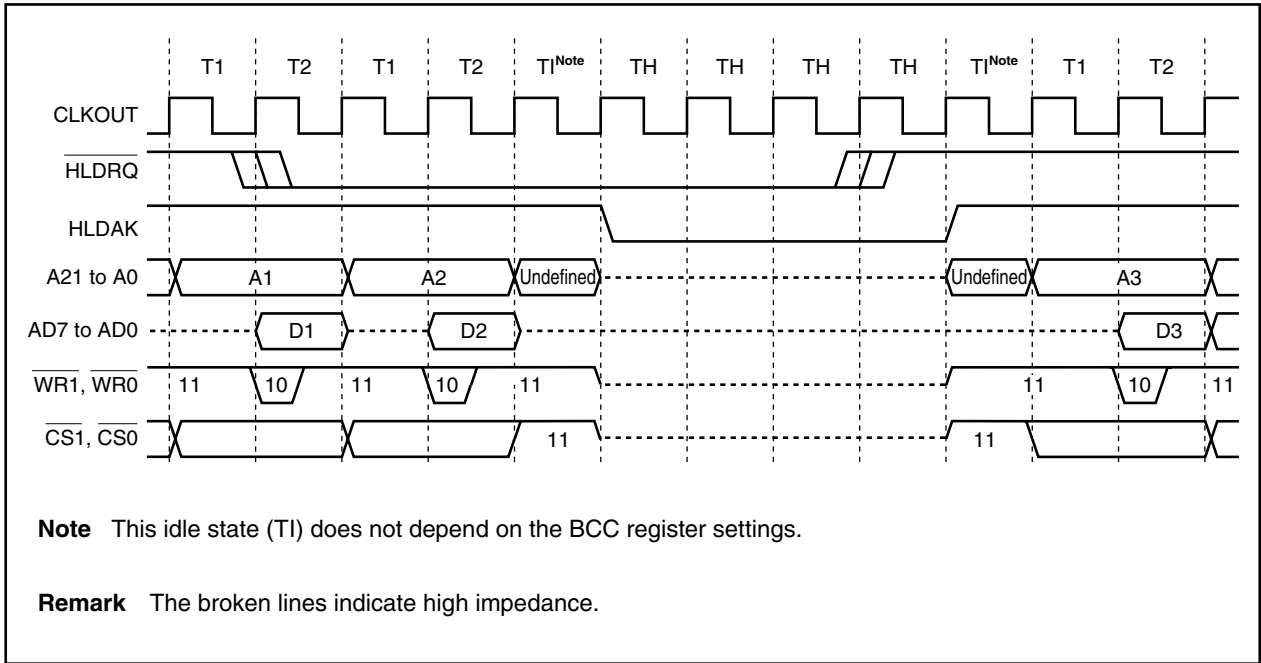 T1 T2 T1 T2 TINote TH TH TH TH TINote T1 T2
CLKOUT
HLDRQ
HLDAK
A21 to A0 A1 A2 Undefined Undefined A3
AD7 to AD0 D1 D2 D3
WR1, WR0 11 10 11 10 11 11 10 11
CS1, CS0 11 11
Note This idle state (TI) does not depend on the BCC register settings.
Remark The broken lines indicate high impedance.